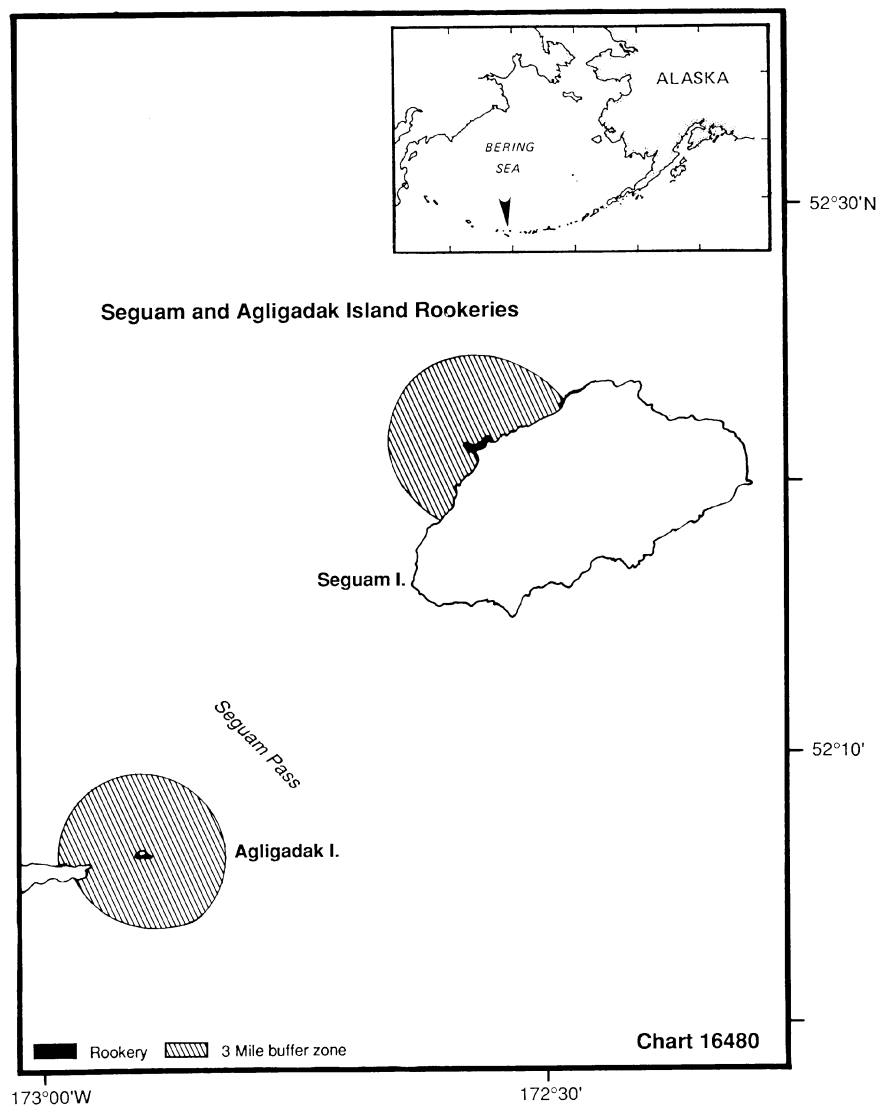 ALASKA
BERING
SEA
52°30'N
Seguam and Agligadak Island Rookeries
Seguam I.
Seguam Pass
52°10'
Agligadak I.
Rookery
3 Mile buffer zone
Chart 16480
173°00'W
172°30'